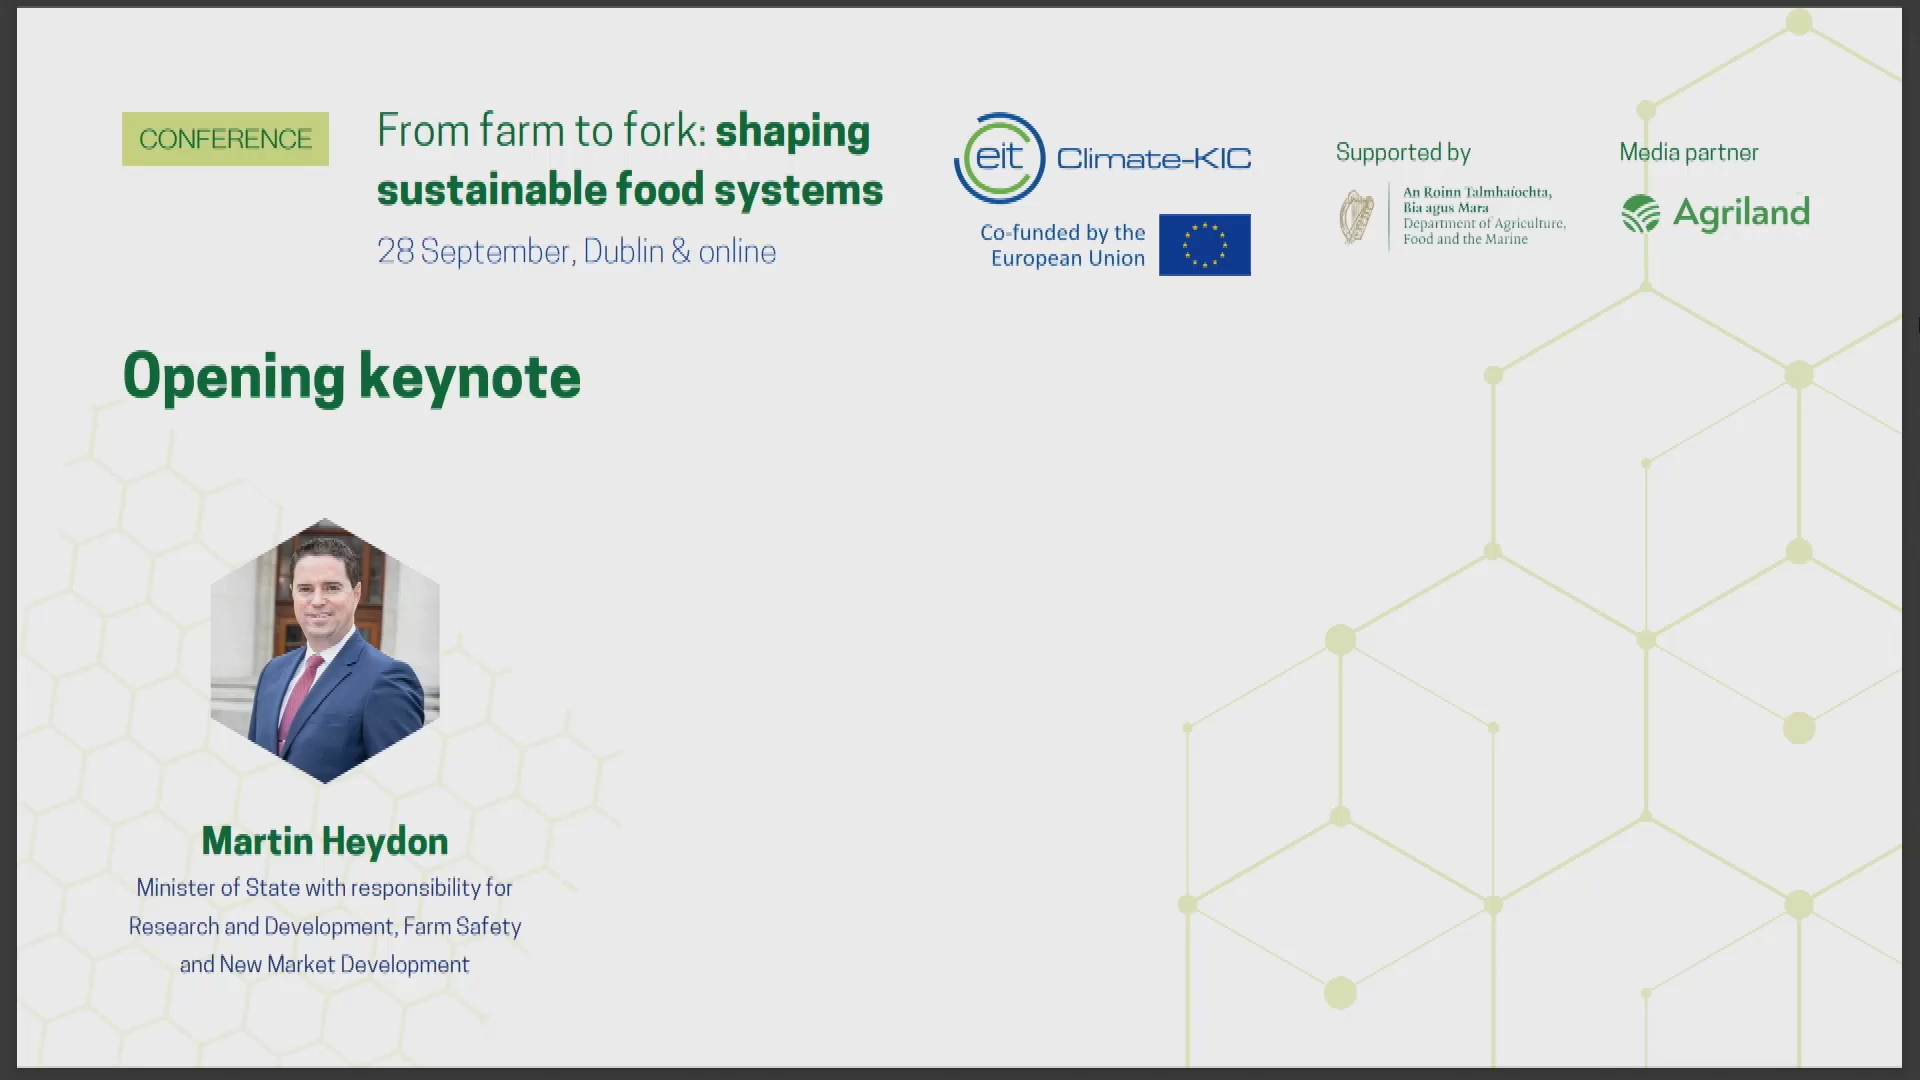 CONFERENCE
From farm to fork: shaping
sustainable food systems
28 September, Dublin & online
eit Climate-KIC
Co-funded by the
European Union
Supported by
An Roinn Talmhaíochta,
Bia agus Mara
Department of Agriculture,
Food and the Marine
Media partner
Agriland
Opening keynote
Martin Heydon
Minister of State with responsibility for
Research and Development, Farm Safety
and New Market Development